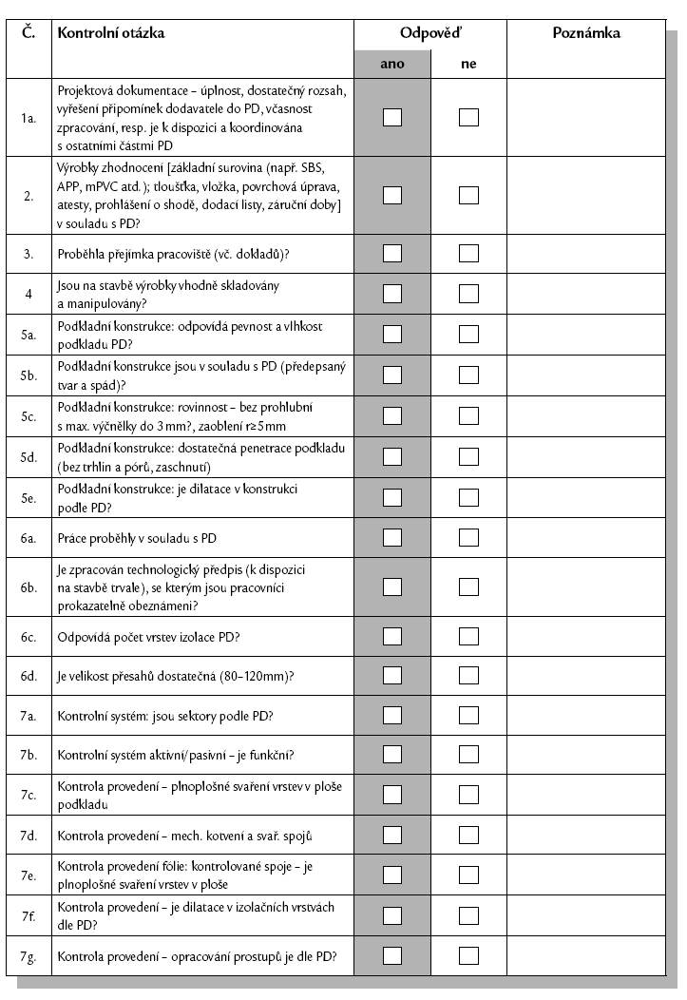 Č. Kontrolní otázka Odpověď Poznámka
ano ne
1a. Projektová dokumentace – úplnost, dostatečný rozsah,
vyřešení připomínek dodavatele do PD, včasnost
zpracování, resp. je k dispozici a koordinována
s ostatními částmi PD
2. Výrobky zhodnocení [základní surovina (např. SBS,
APP, mPVC atd.); tloušťka, vložka, povrchová úprava,
atesty, prohlášení o shodě, dodací listy, záruční doby]
v souladu s PD?
3. Proběhla přejímka pracoviště (vč. dokladů)?
4 Jsou na stavbě výrobky vhodně skladovány
a manipulovány?
5a. Podkladní konstrukce: odpovídá pevnost a vlhkost
podkladu PD?
5b. Podkladní konstrukce jsou v souladu s PD (předepsaný
tvar a spád)?
5c. Podkladní konstrukce: rovinnost – bez prohlubní
s max. výčnělky do 3 mm?, zaoblení r≥5 mm
5d. Podkladní konstrukce: dostatečná penetrace podkladu
(bez trhlin a pórů, zaschnutí)
5e. Podkladní konstrukce: je dilatace v konstrukci
podle PD?
6a. Práce proběhly v souladu s PD
6b. Je zpracován technologický předpis (k dispozici
na stavbě trvale), se kterým jsou pracovníci
prokazatelně obeznámeni?
6c. Odpovídá počet vrstev izolace PD?
6d. Je velikost přesahů dostatečná (80–120mm)?
7a. Kontrolní systém: jsou sektory podle PD?
7b. Kontrolní systém aktivní/pasivní – je funkční?
7c. Kontrola provedení – plnoplošné svaření vrstev v ploše
podkladu
7d. Kontrola provedení – mech. kotvení a svař. spojů
7e. Kontrola provedení fólie: kontrolované spoje – je
plnoplošné svaření vrstev v ploše
7f. Kontrola provedení – je dilatace v izolačních vrstvách
dle PD?
7g. Kontrola provedení – opracování prostupů je dle PD?